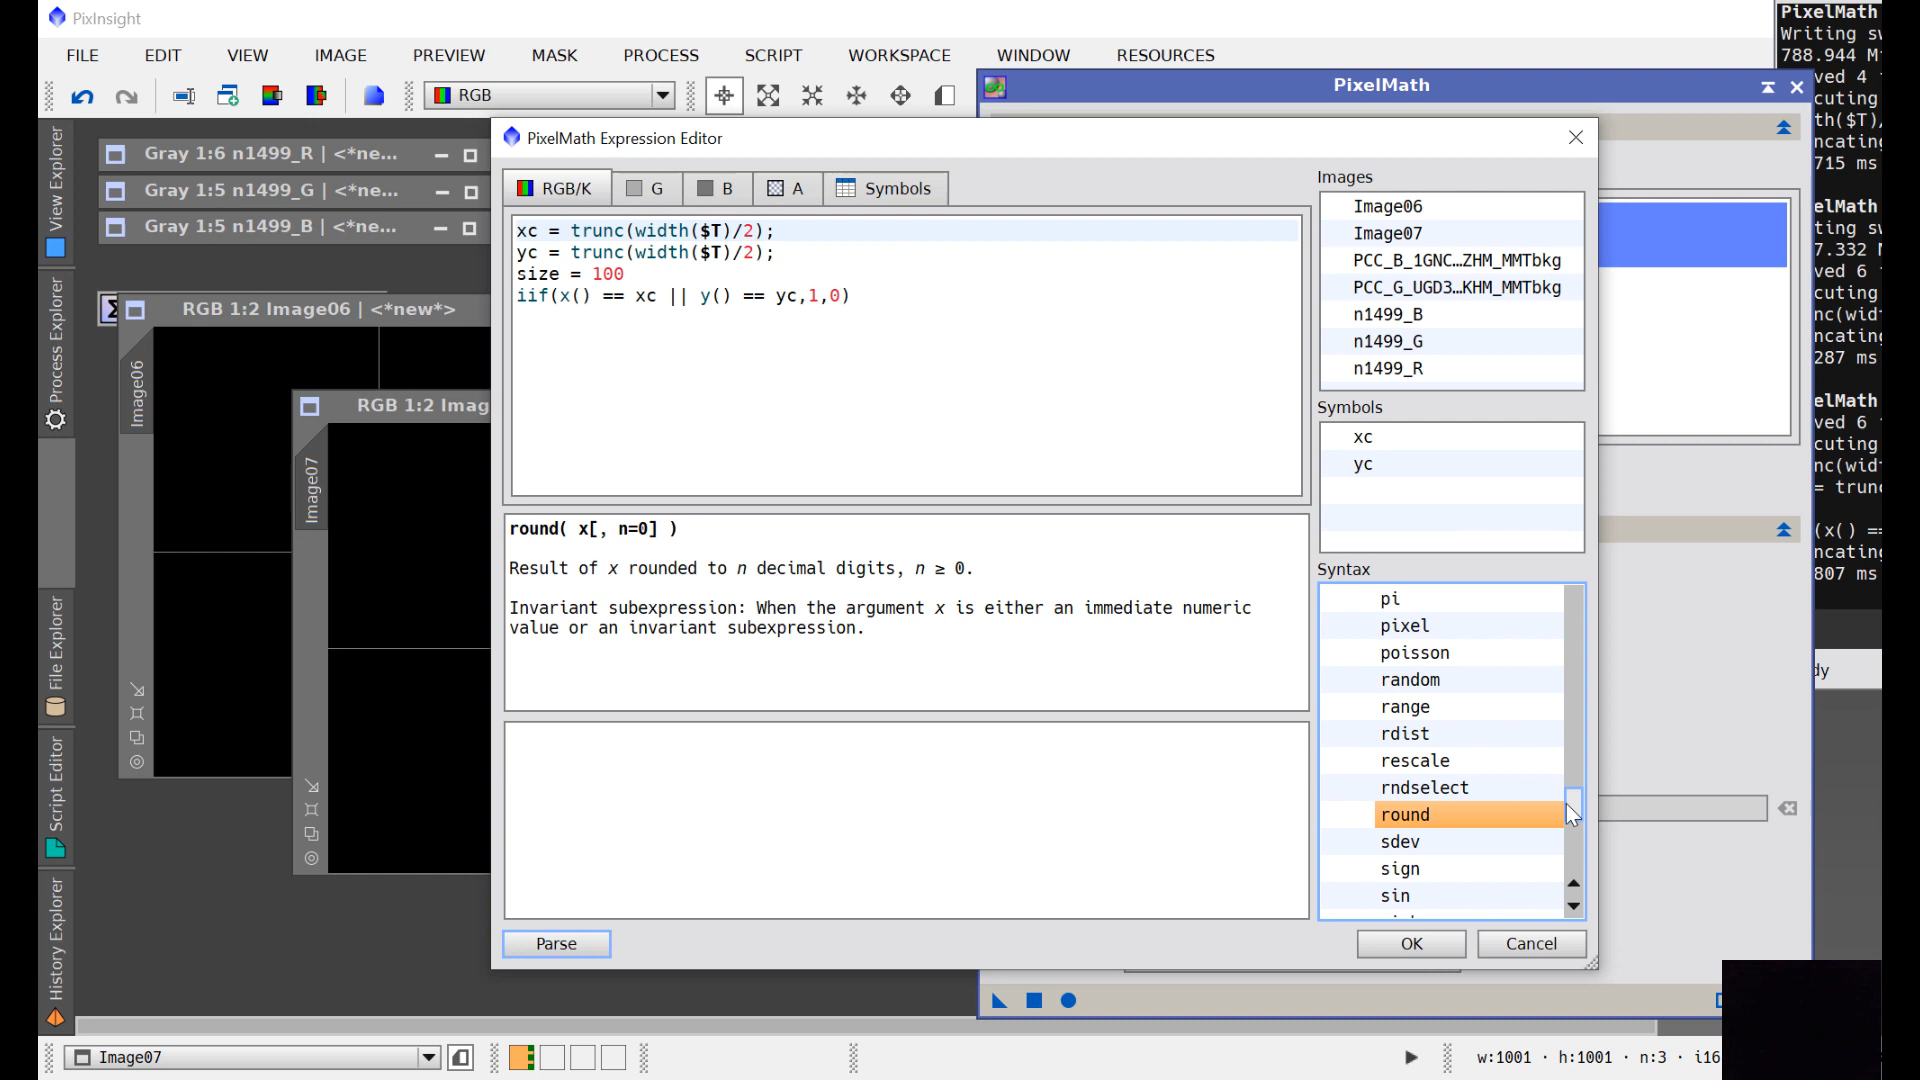 PixInsight
FILE EDIT VIEW IMAGE PREVIEW MASK PROCESS SCRIPT WORKSPACE WINDOW RESOURCES
RGB
PixelMath
PixelMath Expression Editor
RGB/K G B A Symbols
xc = trunc(width($T)/2);
yc = trunc(width($T)/2);
size = 100
iif(x() == xc || y() == yc,1,0)
round( x[, n=0] )
Result of x rounded to n decimal digits, n ≥ 0.
Invariant subexpression: When the argument x is either an immediate numeric
value or an invariant subexpression.
Parse
Images
Image06
Image07
PCC_B_1GNC…ZHM_MMTbkg
PCC_G_UGD3…KHM_MMTbkg
n1499_B
n1499_G
n1499_R
Symbols
xc
yc
Syntax
pi
pixel
poisson
random
range
rdist
rescale
rndselect
round
sdev
sign
sin
OK Cancel
View Explorer
Process Explorer
File Explorer
Script Editor
History Explorer
Gray 1:6 n1499_R | <*ne...
Gray 1:5 n1499_G | <*ne...
Gray 1:5 n1499_B | <*ne...
RGB 1:2 Image06 | <*new*>
Image06
RGB 1:2 Imag
Image07
PixelMath
Writing sw
788.944 M
ved 4
cuting
th($T)/
ncating
715 ms
elMath
ting sw
7.332 M
ved 6
cuting
nc(wid
ncating
287 ms
elMath
ved 6
cuting
nc(wid
= trun
(x() =
ncating
807 ms
dy
Image07
w:1001 · h:1001 · n:3 · i16